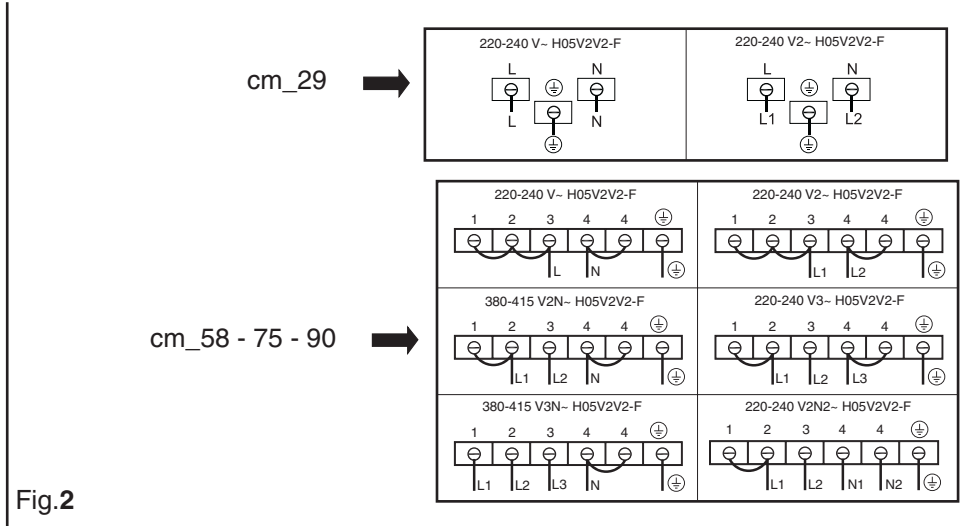 cm_29
220-240 V~ H05V2V2-F
L N
L N
220-240 V2~ H05V2V2-F
L N
L1 L2
cm_58 - 75 - 90
220-240 V~ H05V2V2-F
1 2 3 4 4
L N
220-240 V2~ H05V2V2-F
1 2 3 4 4
L1 L2
380-415 V2N~ H05V2V2-F
1 2 3 4 4
L1 L2 N
220-240 V3~ H05V2V2-F
1 2 3 4 4
L1 L2 L3
380-415 V3N~ H05V2V2-F
1 2 3 4 4
L1 L2 L3 N
220-240 V2N2~ H05V2V2-F
1 2 3 4 4
L1 L2 N1 N2
Fig.2